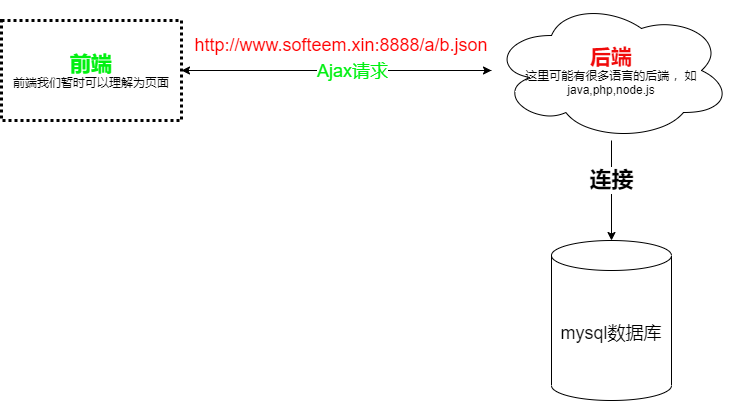 前端
前端我们暂时可以理解为页面
http://www.softeem.xin:8888/a/b.json
Ajax请求
后端
这里可能有很多语言的后端 ，如
java,php,node.js
连接
mysql数据库